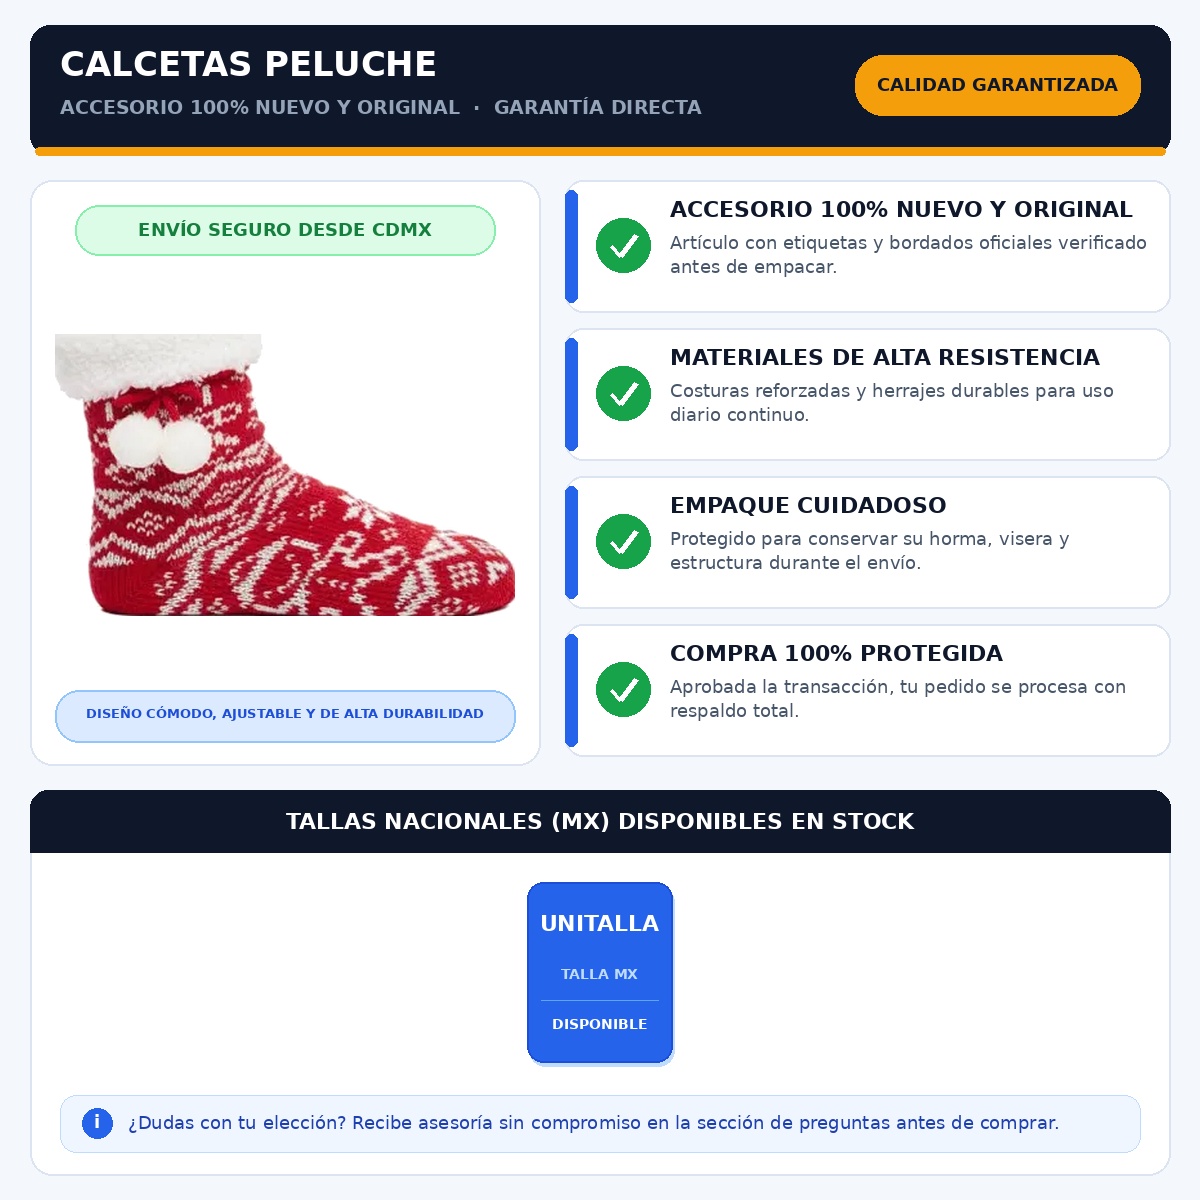 CALCETAS PELUCHE
ACCESORIO 100% NUEVO Y ORIGINAL · GARANTÍA DIRECTA
CALIDAD GARANTIZADA
ENVÍO SEGURO DESDE CDMX
DISEÑO CÓMODO, AJUSTABLE Y DE ALTA DURABILIDAD
ACCESORIO 100% NUEVO Y ORIGINAL
Artículo con etiquetas y bordados oficiales verificado
antes de empacar.
MATERIALES DE ALTA RESISTENCIA
Costuras reforzadas y herrajes durables para uso
diario continuo.
EMPAQUE CUIDADOSO
Protegido para conservar su horma, visera y
estructura durante el envío.
COMPRA 100% PROTEGIDA
Aprobada la transacción, tu pedido se procesa con
respaldo total.
TALLAS NACIONALES (MX) DISPONIBLES EN STOCK
UNITALLA
TALLA MX
DISPONIBLE
i ¿Dudas con tu elección? Recibe asesoría sin compromiso en la sección de preguntas antes de comprar.